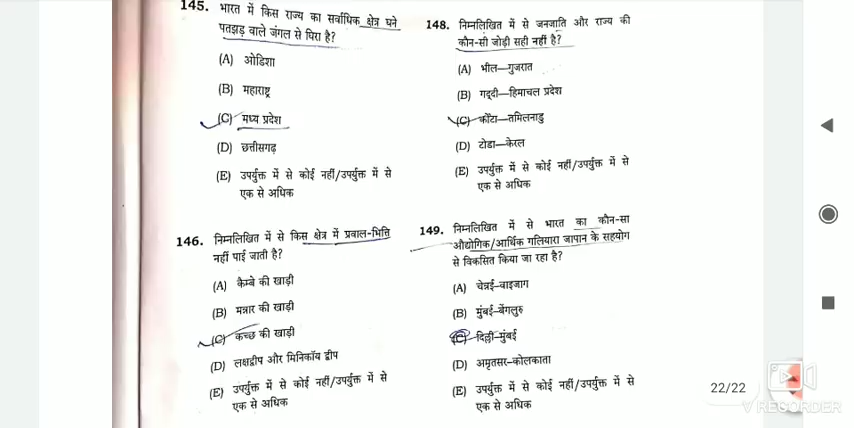 145. भारत में किस राज्य का सर्वाधिक क्षेत्र घने
पतझड़ वाले जंगल से घिरा है?
(A) ओडिशा
(B) महाराष्ट्र
(C) मध्य प्रदेश
(D) छत्तीसगढ़
(E) उपर्युक्त में से कोई नहीं/उपर्युक्त में से
एक से अधिक
146. निम्नलिखित में से किस क्षेत्र में प्रवाल-भित्ति
नहीं पाई जाती है?
(A) कैम्बे की खाड़ी
(B) मन्नार की खाड़ी
(C) कच्छ की खाड़ी
(D) लक्षद्वीप और मिनिकॉय द्वीप
(E) उपर्युक्त में से कोई नहीं/उपर्युक्त में से
एक से अधिक
148. निम्नलिखित में से जनजाति और राज्य की
कौन-सी जोड़ी सही नहीं है?
(A) भील—गुजरात
(B) गद्दी—हिमाचल प्रदेश
(C) कोटा—तमिलनाडु
(D) टोडा—केरल
(E) उपर्युक्त में से कोई नहीं/उपर्युक्त में से
एक से अधिक
149. निम्नलिखित में से भारत का कौन-सा
औद्योगिक/आर्थिक गलियारा जापान के सहयोग
से विकसित किया जा रहा है?
(A) चेन्नई-वाइजाग
(B) मुंबई-बेंगलुरु
(C) दिल्ली-मुंबई
(D) अमृतसर-कोलकाता
(E) उपर्युक्त में से कोई नहीं/उपर्युक्त में से
एक से अधिक
22/22
V RECORDER